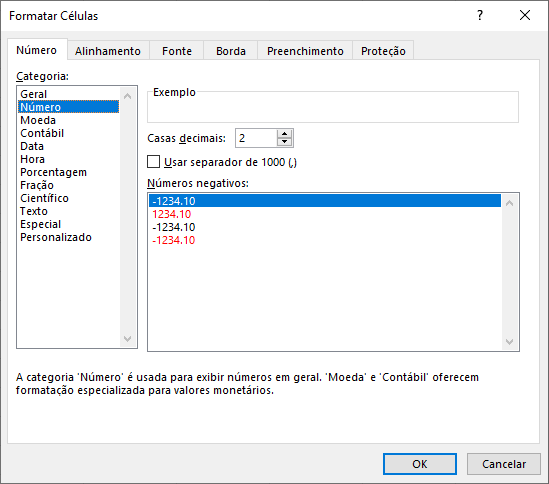 Formatar Células
?
Número Alinhamento Fonte Borda Preenchimento Proteção
Categoria:
Geral
Número
Moeda
Contábil
Data
Hora
Porcentagem
Fração
Científico
Texto
Especial
Personalizado
Exemplo
Casas decimais: 2
Usar separador de 1000 (,)
Números negativos:
-1234.10
1234.10
-1234.10
-1234.10
A categoria 'Número' é usada para exibir números em geral. 'Moeda' e 'Contábil' oferecem
formatação especializada para valores monetários.
OK Cancelar